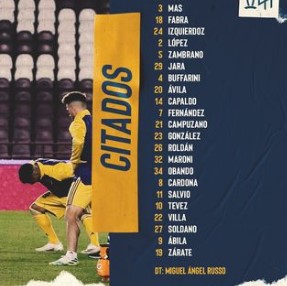 CITADOS
3 MAS
18 FABRA
24 IZQUIERDOZ
2 LÓPEZ
5 ZAMBRANO
29 JARA
4 BUFFARINI
20 ÁVILA
14 CAPALDO
7 FERNÁNDEZ
21 CAMPUZANO
23 GONZÁLEZ
26 ROLDÁN
32 MARONI
34 OBANDO
8 CARDONA
11 SALVIO
10 TEVEZ
22 VILLA
27 SOLDANO
9 ÁBILA
19 ZÁRATE
DT: MIGUEL ÁNGEL RUSSO